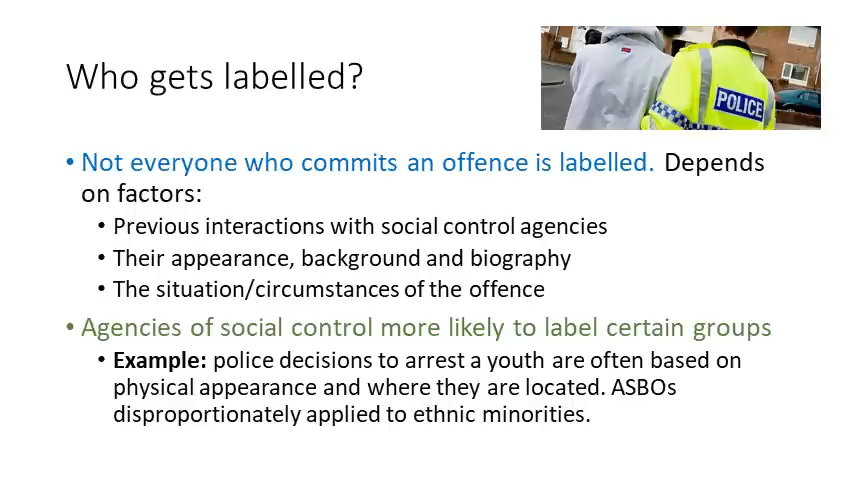 Who gets labelled?
POLICE
• Not everyone who commits an offence is labelled. Depends
on factors:
• Previous interactions with social control agencies
• Their appearance, background and biography
• The situation/circumstances of the offence
• Agencies of social control more likely to label certain groups
• Example: police decisions to arrest a youth are often based on
physical appearance and where they are located. ASBOs
disproportionately applied to ethnic minorities.